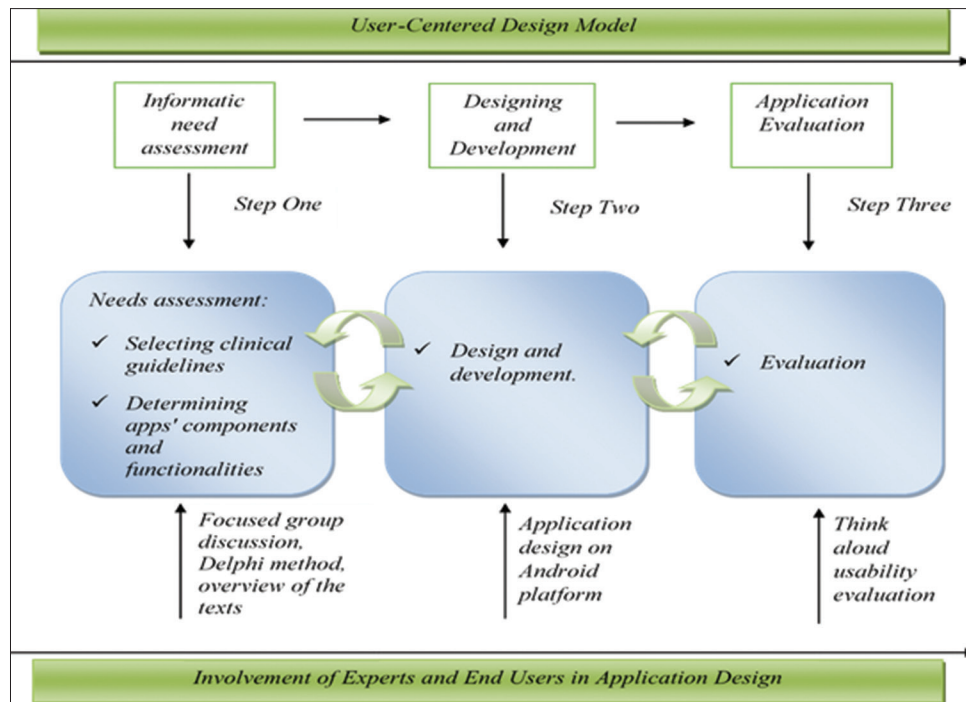 User-Centered Design Model
Informatic
need
assessment
Designing
and
Development
Application
Evaluation
Step One
Step Two
Step Three
Needs assessment:
✓ Selecting clinical
guidelines
✓ Determining
apps' components
and
functionalities
✓ Design and
development.
✓ Evaluation
Focused group
discussion,
Delphi method,
overview of the
texts
Application
design on
Android
platform
Think
aloud
usability
evaluation
Involvement of Experts and End Users in Application Design